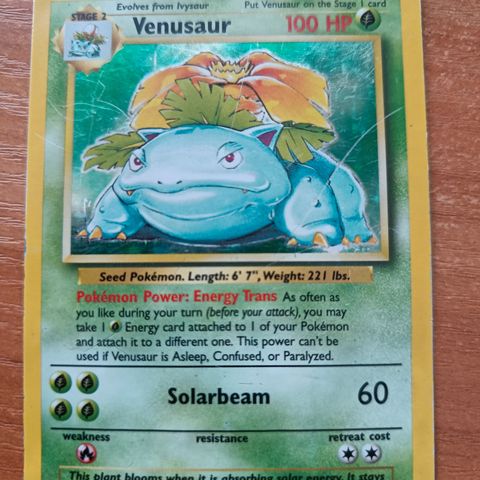 STAGE 2
Evolves from Ivysaur
Put Venusaur on the Stage 1 card
Venusaur
100 HP
Seed Pokémon. Length: 6' 7", Weight: 221 lbs.
Pokémon Power: Energy Trans As often as
you like during your turn (before your attack), you may
take 1 Energy card attached to 1 of your Pokémon
and attach it to a different one. This power can't be
used if Venusaur is Asleep, Confused, or Paralyzed.
Solarbeam 60
weakness
resistance
retreat cost
This plant blooms when it is absorbing solar energy. It stays